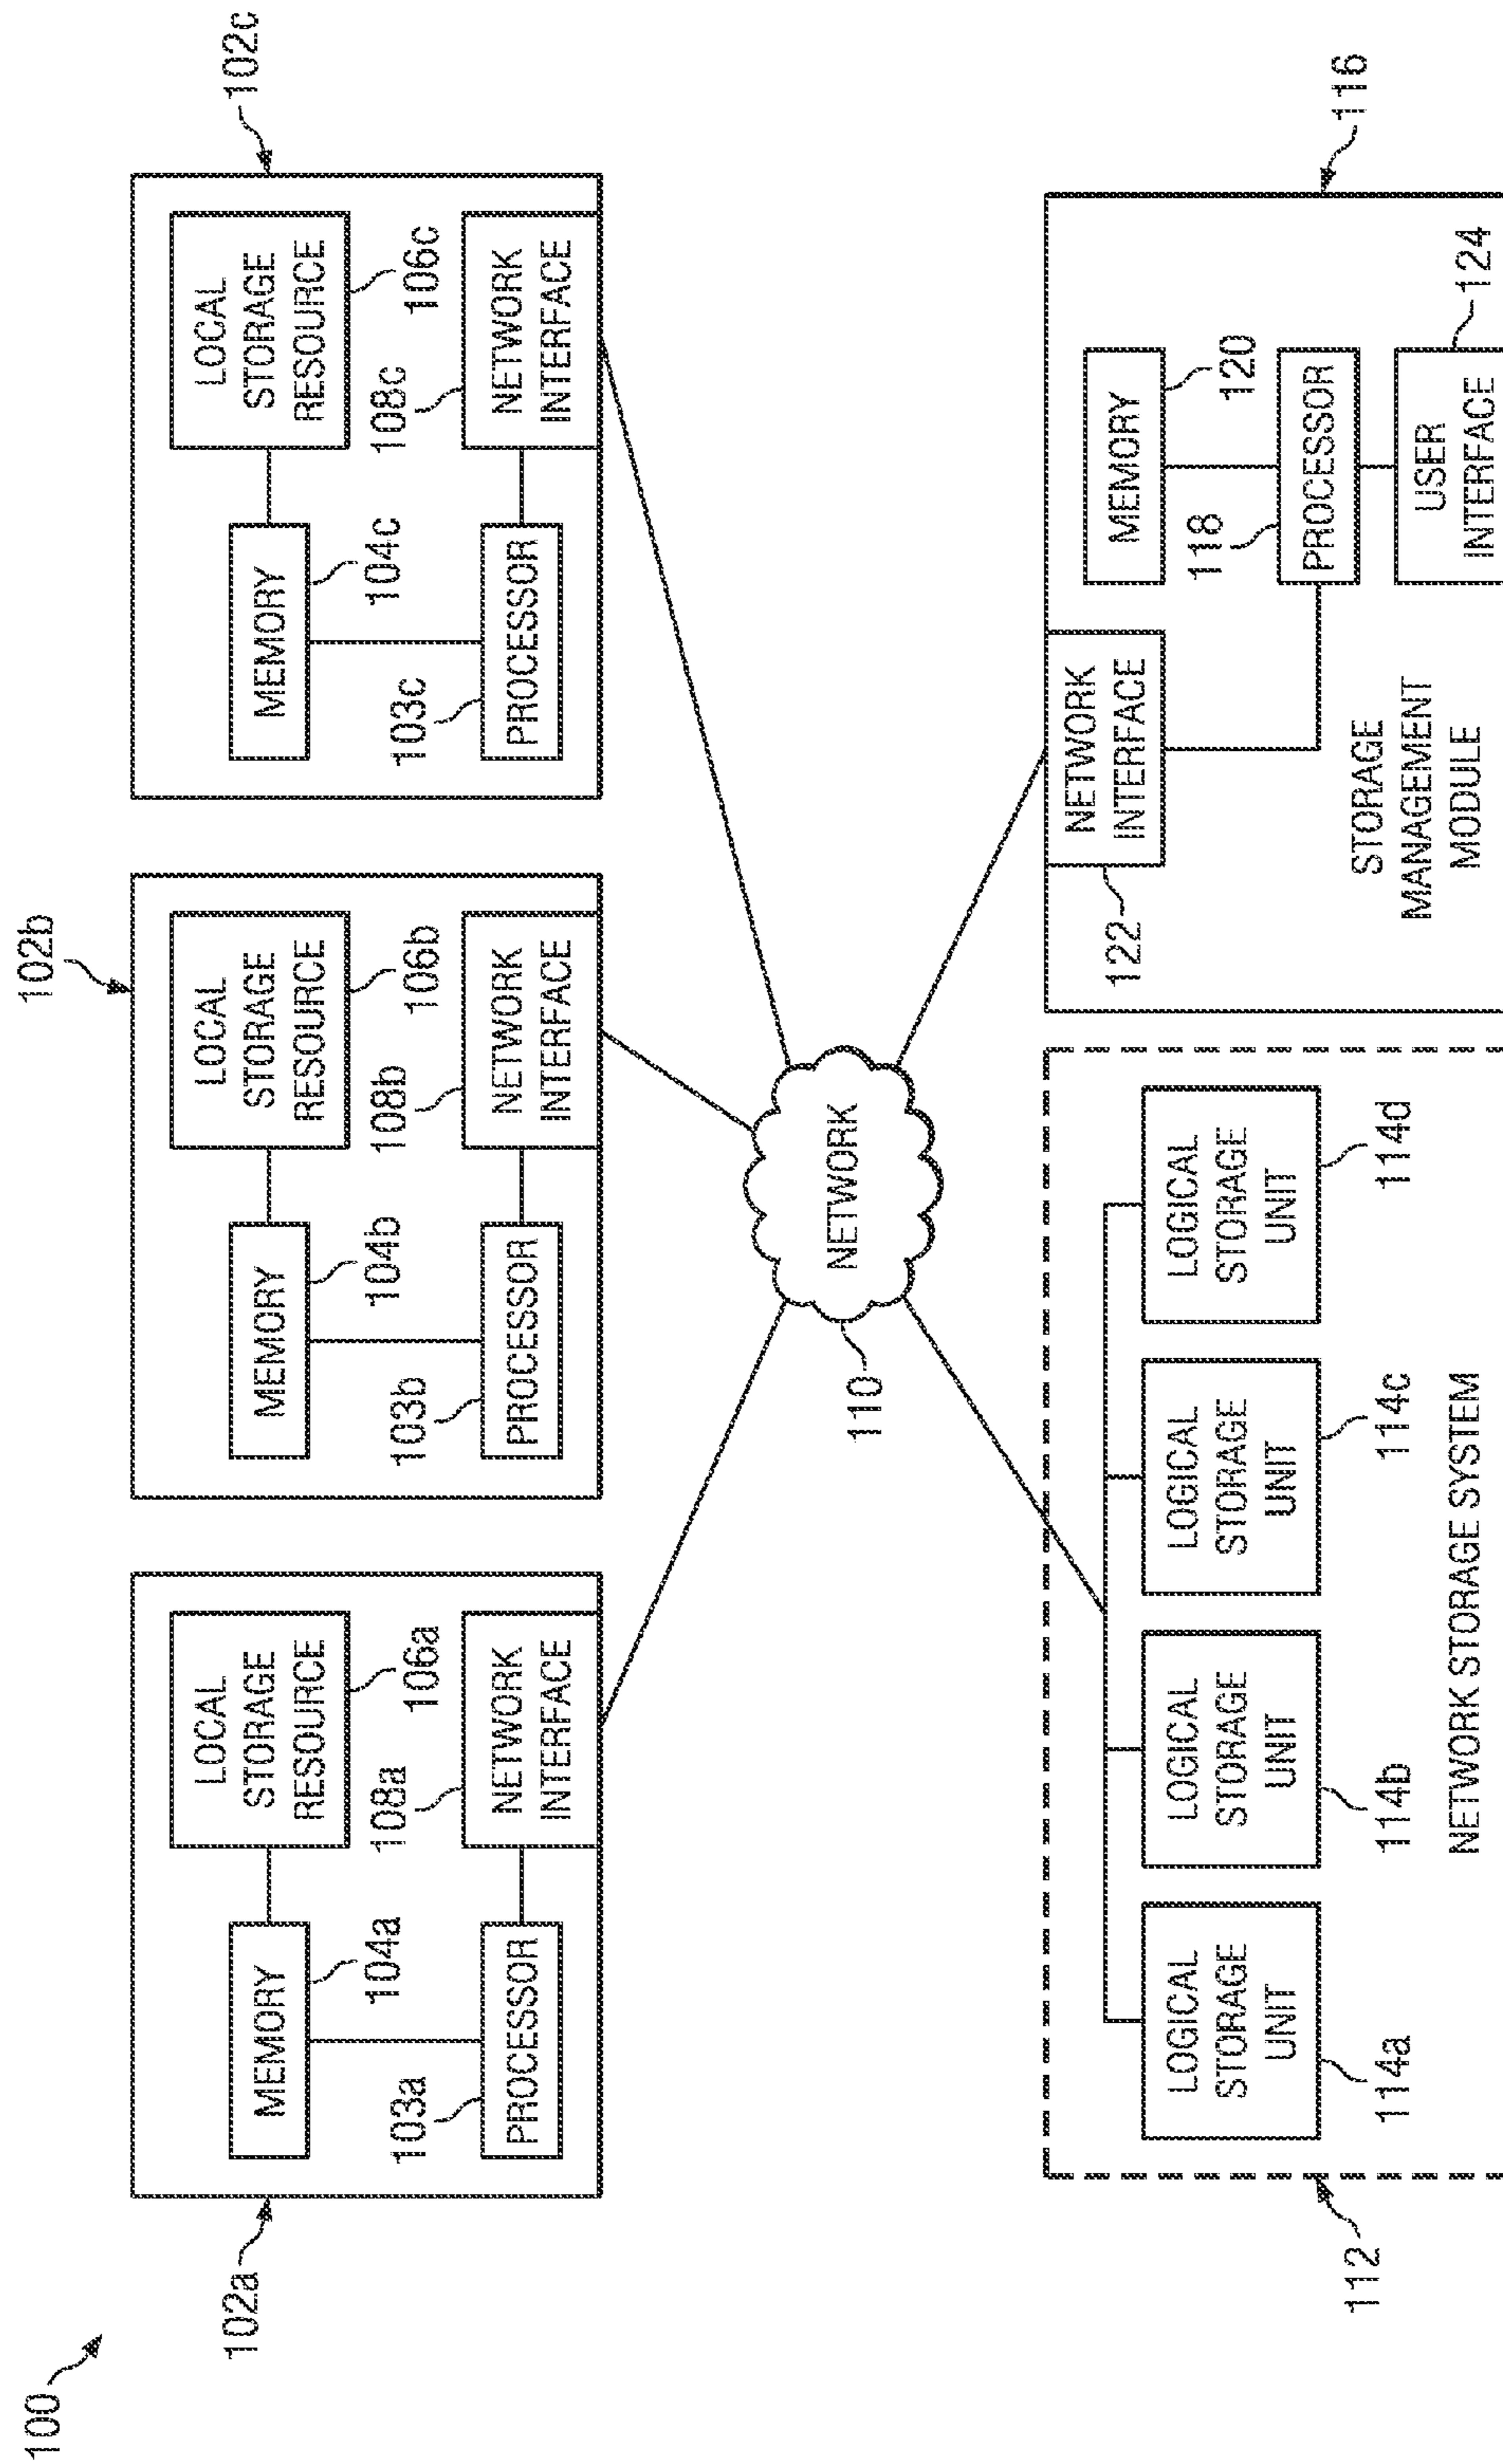 100
102a
102b
102c
LOCAL
STORAGE
RESOURCE
MEMORY
104a
106a
103a
108a
PROCESSOR
NETWORK
INTERFACE
LOCAL
STORAGE
RESOURCE
MEMORY
104b
106b
103b
108b
PROCESSOR
NETWORK
INTERFACE
LOCAL
STORAGE
RESOURCE
MEMORY
104c
106c
103c
108c
PROCESSOR
NETWORK
INTERFACE
NETWORK
110
112
LOGICAL
STORAGE
UNIT
114a
LOGICAL
STORAGE
UNIT
114b
LOGICAL
STORAGE
UNIT
114c
LOGICAL
STORAGE
UNIT
114d
NETWORK STORAGE SYSTEM
116
122
NETWORK
INTERFACE
MEMORY
120
118
PROCESSOR
USER
INTERFACE
124
STORAGE
MANAGEMENT
MODULE